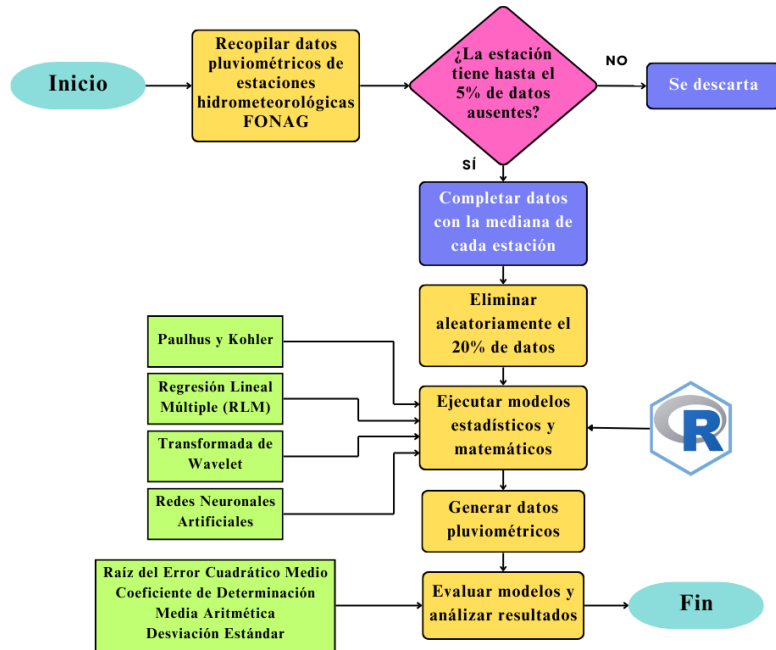 Inicio
Recopilar datos
pluviométricos de
estaciones
hidrometeorológicas
FONAG
¿La estación
tiene hasta el
5% de datos
ausentes?
NO
Se descarta
SÍ
Completar datos
con la mediana de
cada estación
Eliminar
aleatoriamente el
20% de datos
Paulhus y Kohler
Regresión Lineal
Múltiple (RLM)
Transformada de
Wavelet
Redes Neuronales
Artificiales
Ejecutar modelos
estadísticos y
matemáticos
R
Generar datos
pluviométricos
Raíz del Error Cuadrático Medio
Coeficiente de Determinación
Media Aritmética
Desviación Estándar
Evaluar modelos y
análizar resultados
Fin